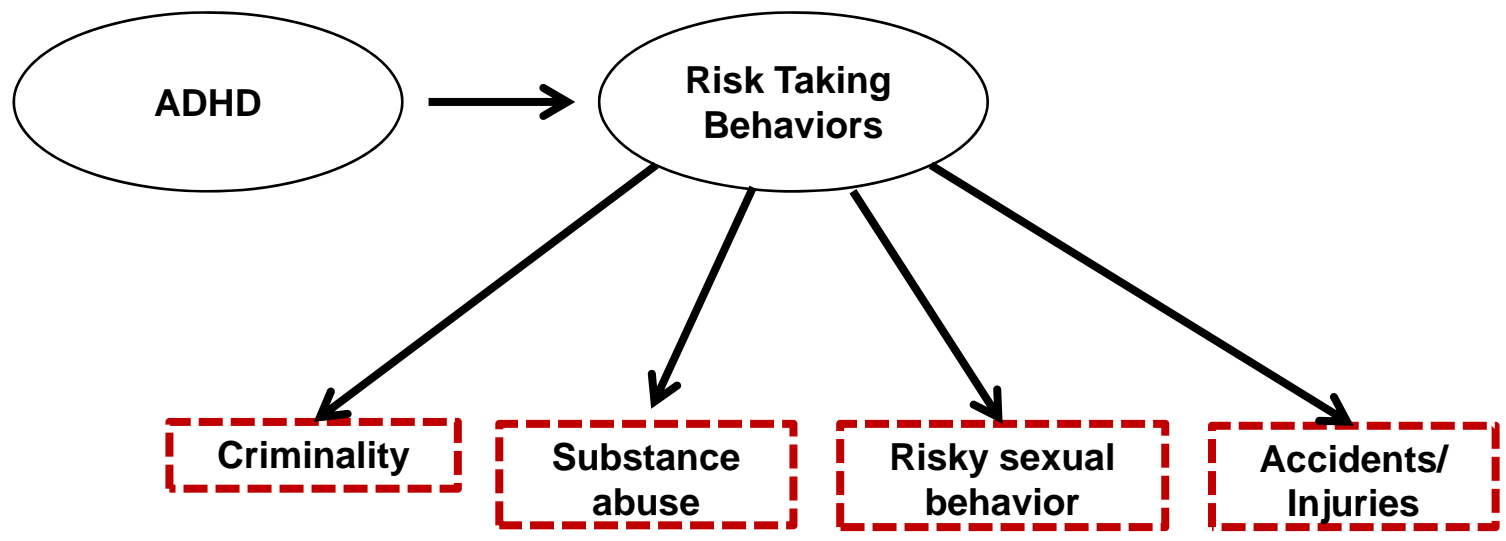 ADHD
Risk Taking
Behaviors
Criminality
Substance
abuse
Risky sexual
behavior
Accidents/
Injuries